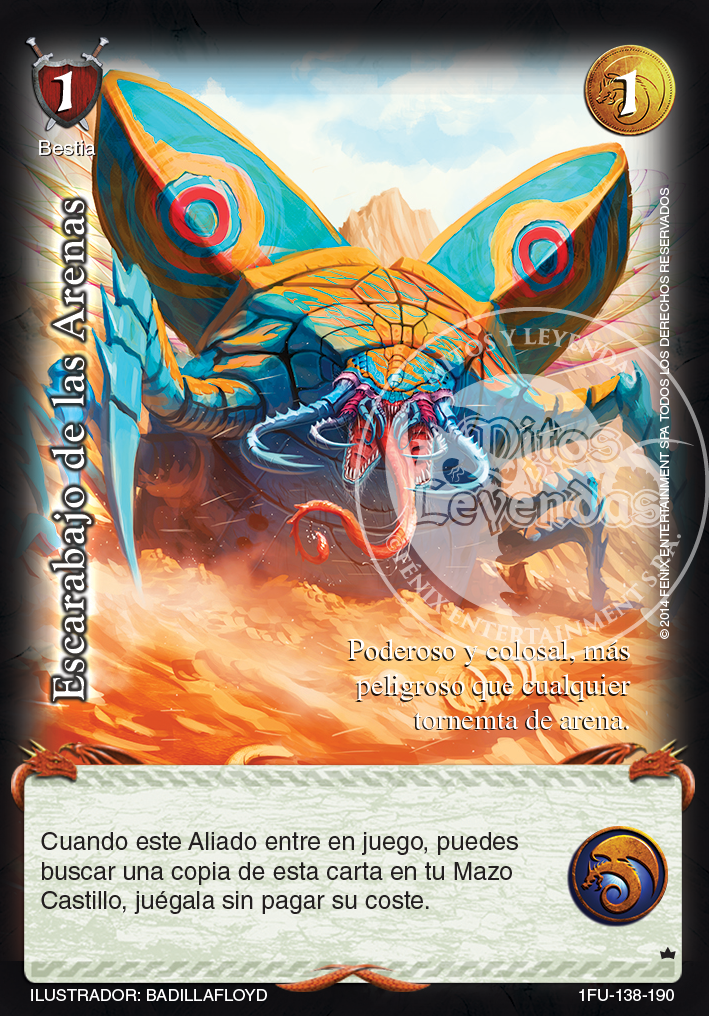 1
1
Bestia
Escarabajo de las Arenas
© 2014 FENIX ENTERTAINMENT SPA TODOS LOS DERECHOS RESERVADOS
MITOS Y LEYENDAS
Mitos
Leyendas
FENIX ENTERTAINMENT S.P.A.
Poderoso y colosal, más
peligroso que cualquier
tornemta de arena.
Cuando este Aliado entre en juego, puedes
buscar una copia de esta carta en tu Mazo
Castillo, juégala sin pagar su coste.
ILUSTRADOR: BADILLAFLOYD
1FU-138-190